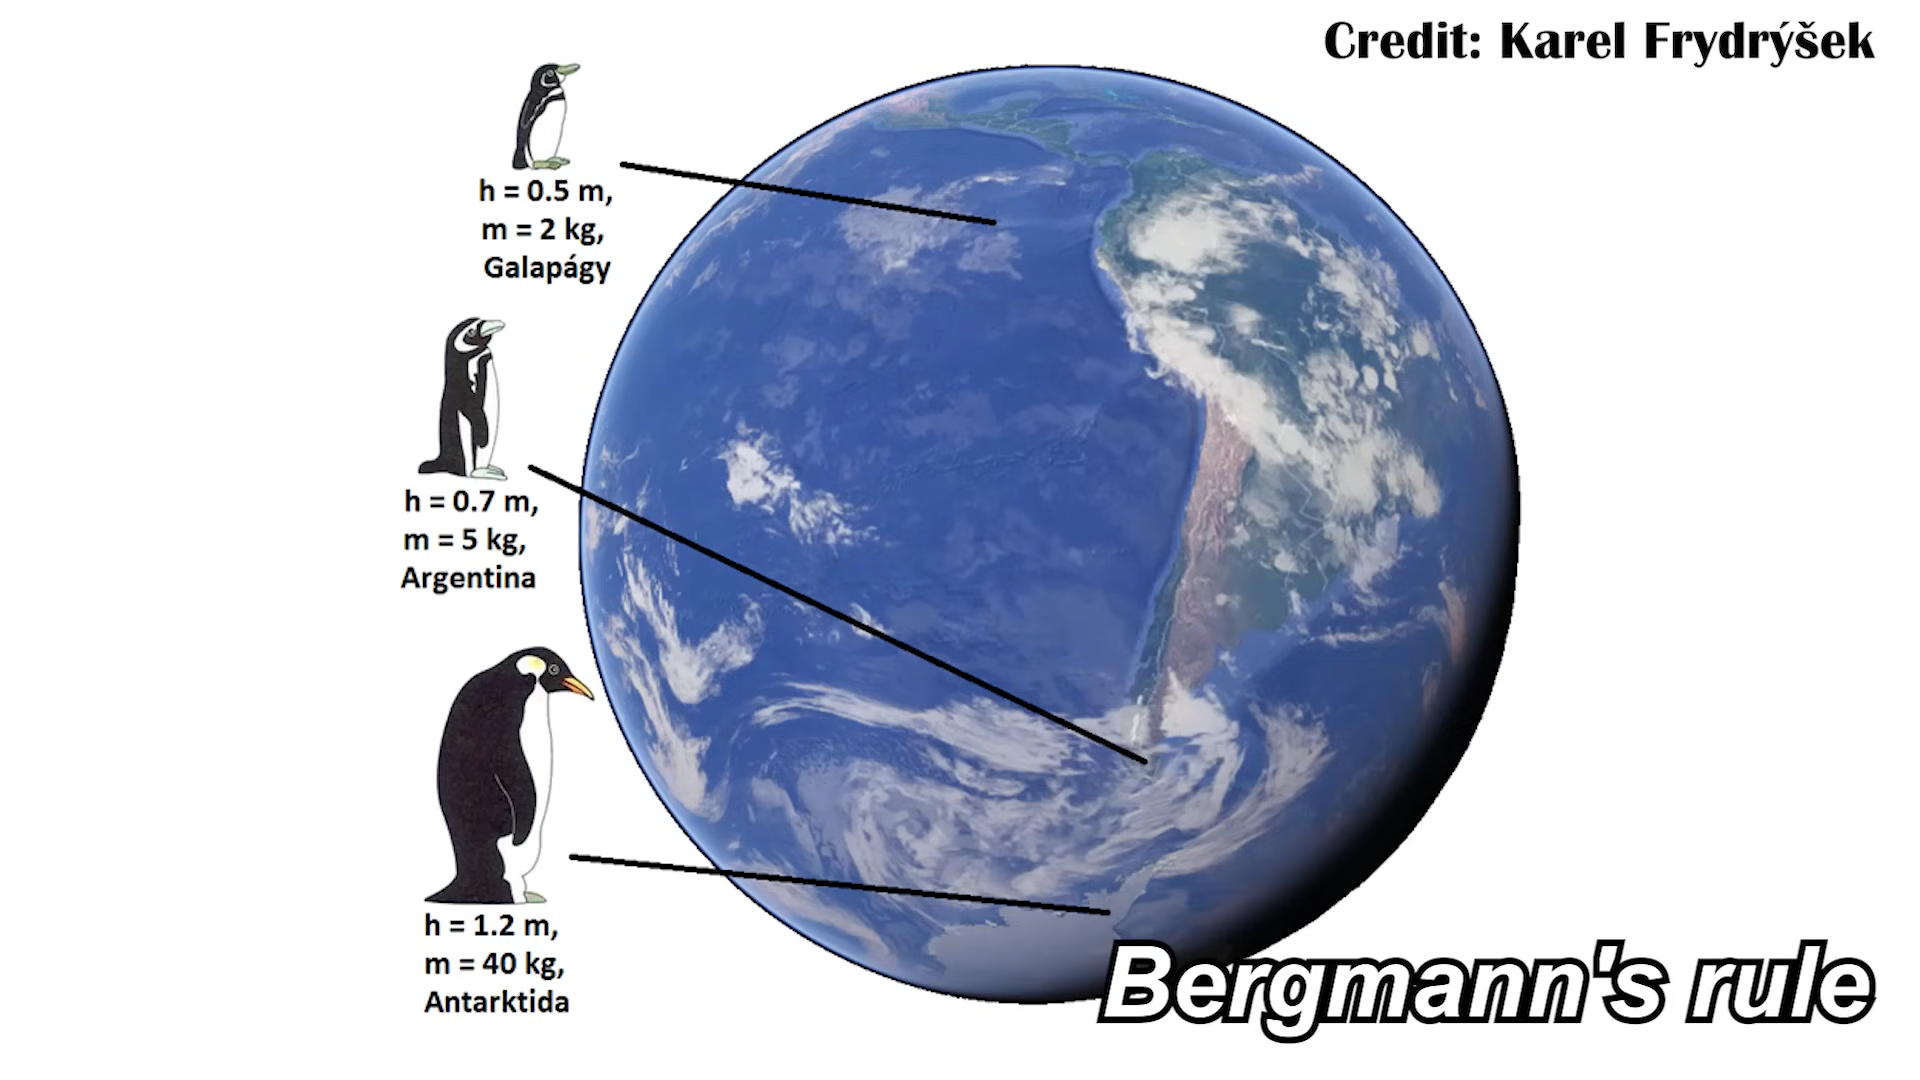 Credit: Karel Frydrýšek
h = 0.5 m,
m = 2 kg,
Galapágy
h = 0.7 m,
m = 5 kg,
Argentina
h = 1.2 m,
m = 40 kg,
Antarktida
Bergmann's rule